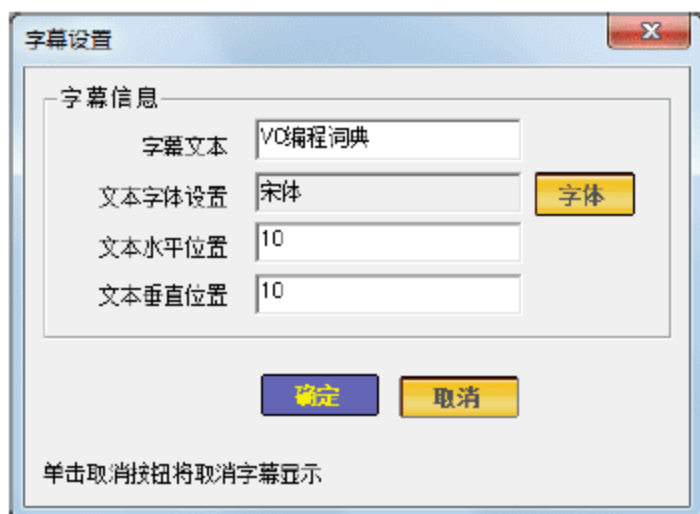 字幕设置
字幕信息
字幕文本 VC编程词典
文本字体设置 宋体 字体
文本水平位置 10
文本垂直位置 10
确定 取消
单击取消按钮将取消字幕显示